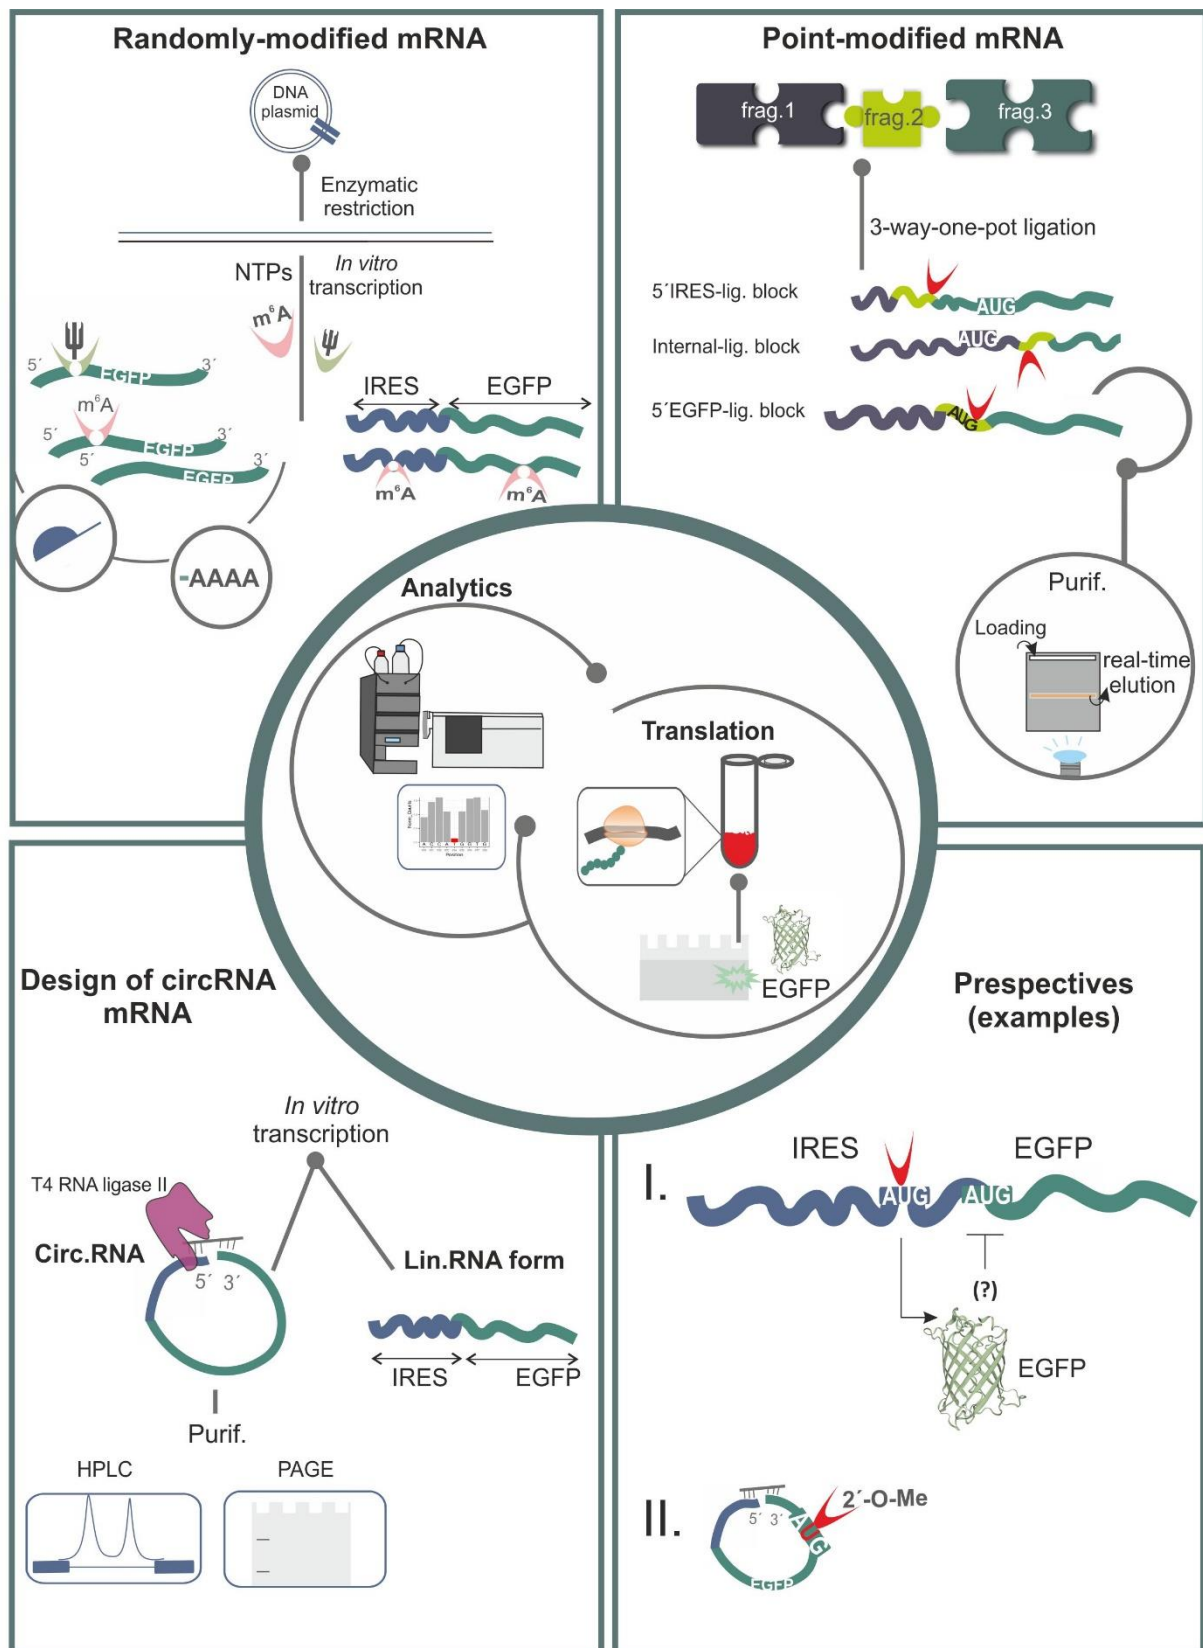 Randomly-modified mRNA
DNA
plasmid
Enzymatic
restriction
NTPs
In vitro
transcription
m⁶A
Ψ
Ψ
5´
EGFP
3´
m⁶A
5´
EGFP
3´
5´
EGFP
3´
IRES
EGFP
m⁶A
m⁶A
-AAAA
Point-modified mRNA
frag.1
frag.2
frag.3
3-way-one-pot ligation
5´IRES-lig. block
AUG
Internal-lig. block
AUG
5´EGFP-lig. block
AUG
Purif.
Loading
real-time
elution
Analytics
Position
Translation
EGFP
Design of circRNA
mRNA
In vitro
transcription
T4 RNA ligase II
Circ.RNA
5´ 3´
Lin.RNA form
IRES
EGFP
Purif.
HPLC
PAGE
Prespectives
(examples)
I.
IRES
EGFP
AUG
AUG
(?)
EGFP
II.
2´-O-Me
5´ 3´
AUG
EGFP